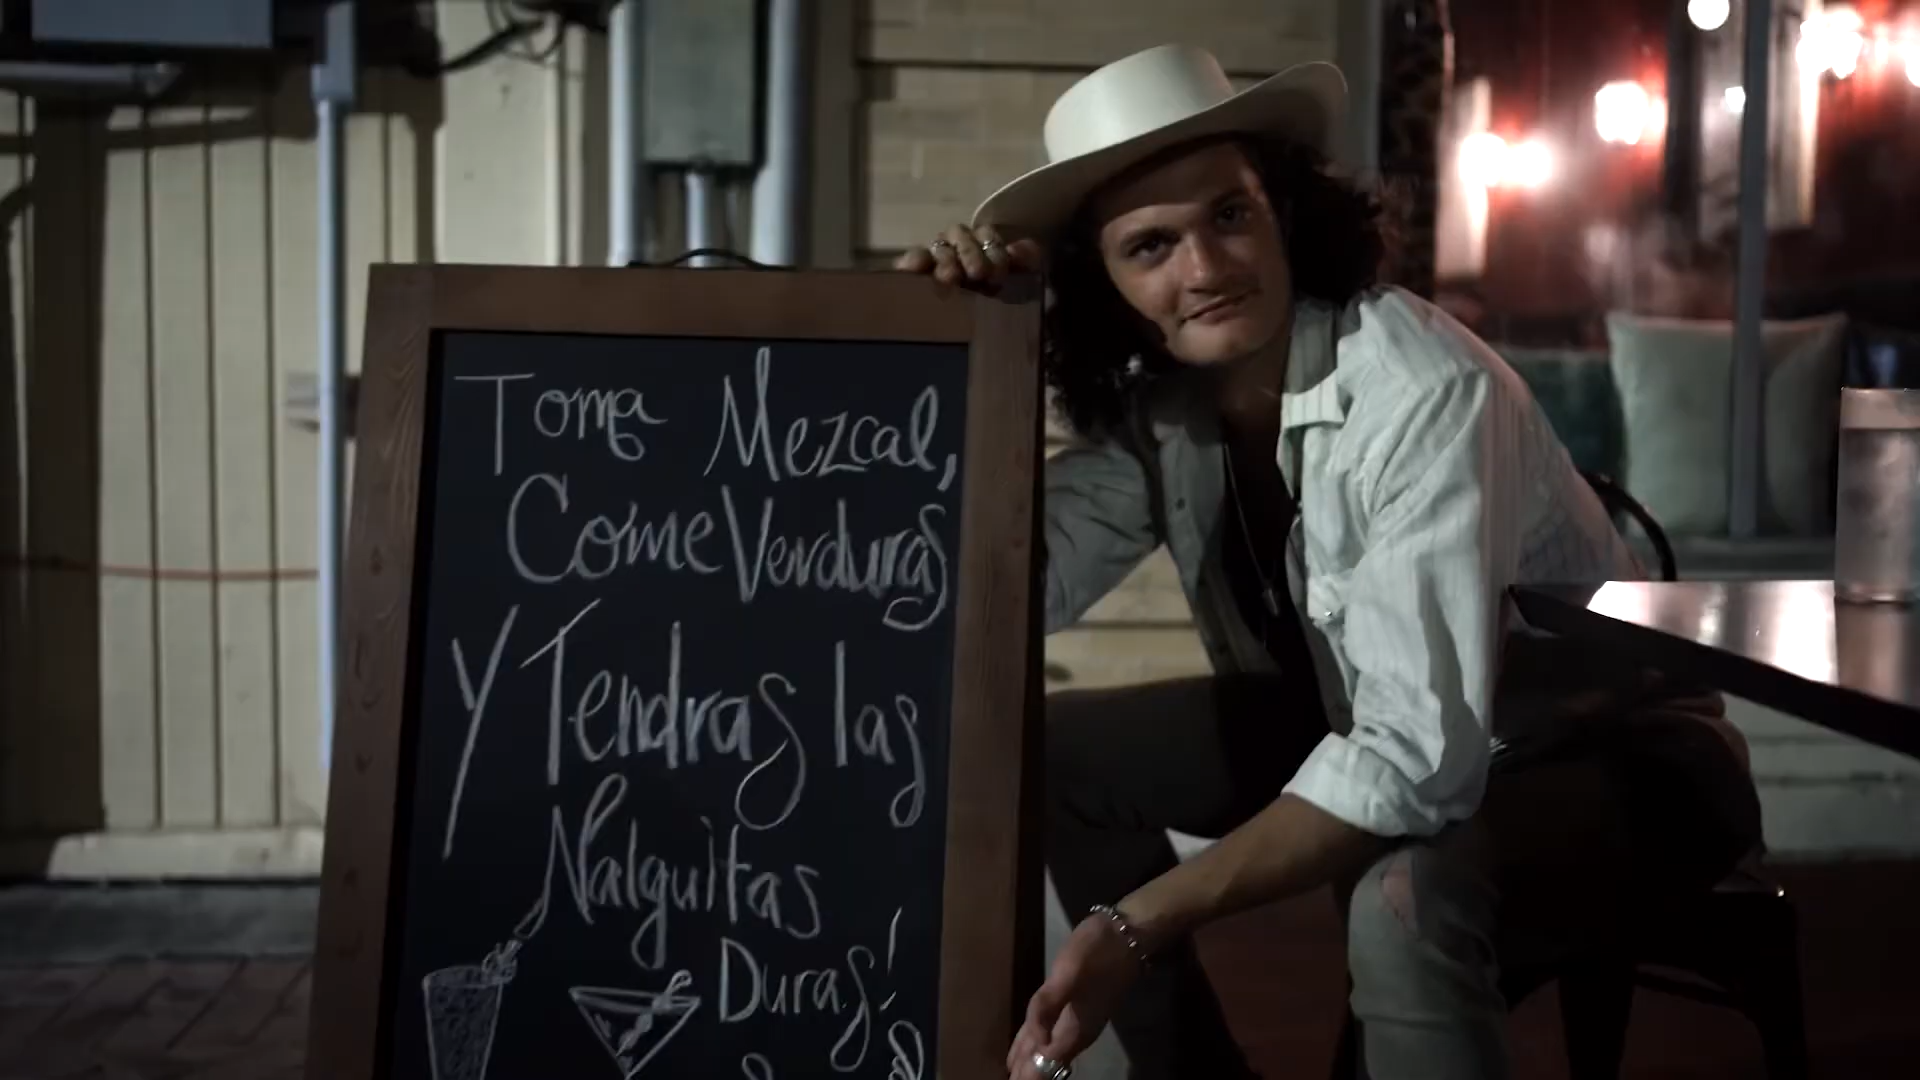 Toma Mezcal,
Come Verduras
y Tendras las
Nalguitas
Duras!